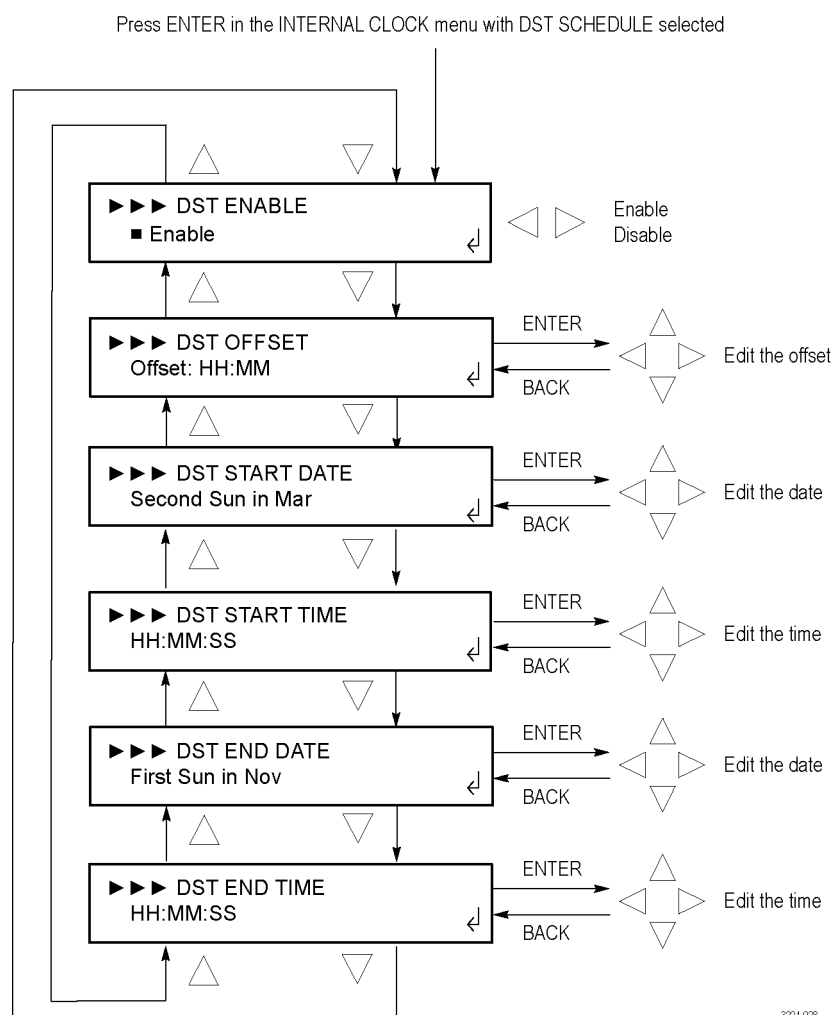 Press ENTER in the INTERNAL CLOCK menu with DST SCHEDULE selected
►►► DST ENABLE
■ Enable
Enable
Disable
►►► DST OFFSET
Offset: HH:MM
ENTER
BACK
Edit the offset
►►► DST START DATE
Second Sun in Mar
ENTER
BACK
Edit the date
►►► DST START TIME
HH:MM:SS
ENTER
BACK
Edit the time
►►► DST END DATE
First Sun in Nov
ENTER
BACK
Edit the date
►►► DST END TIME
HH:MM:SS
ENTER
BACK
Edit the time